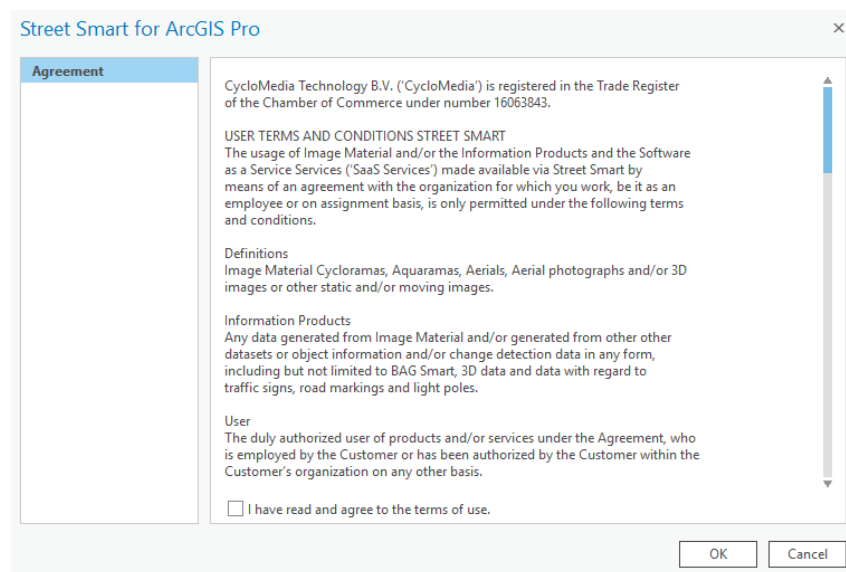 Street Smart for ArcGIS Pro
Agreement
CycloMedia Technology B.V. ('CycloMedia') is registered in the Trade Register
of the Chamber of Commerce under number 16063843.
USER TERMS AND CONDITIONS STREET SMART
The usage of Image Material and/or the Information Products and the Software
as a Service Services ('SaaS Services') made available via Street Smart by
means of an agreement with the organization for which you work, be it as an
employee or on assignment basis, is only permitted under the following terms
and conditions.
Definitions
Image Material Cycloramas, Aquaramas, Aerials, Aerial photographs and/or 3D
images or other static and/or moving images.
Information Products
Any data generated from Image Material and/or generated from other other
datasets or object information and/or change detection data in any form,
including but not limited to BAG Smart, 3D data and data with regard to
traffic signs, road markings and light poles.
User
The duly authorized user of products and/or services under the Agreement, who
is employed by the Customer or has been authorized by the Customer within the
Customer's organization on any other basis.
I have read and agree to the terms of use.
OK
Cancel